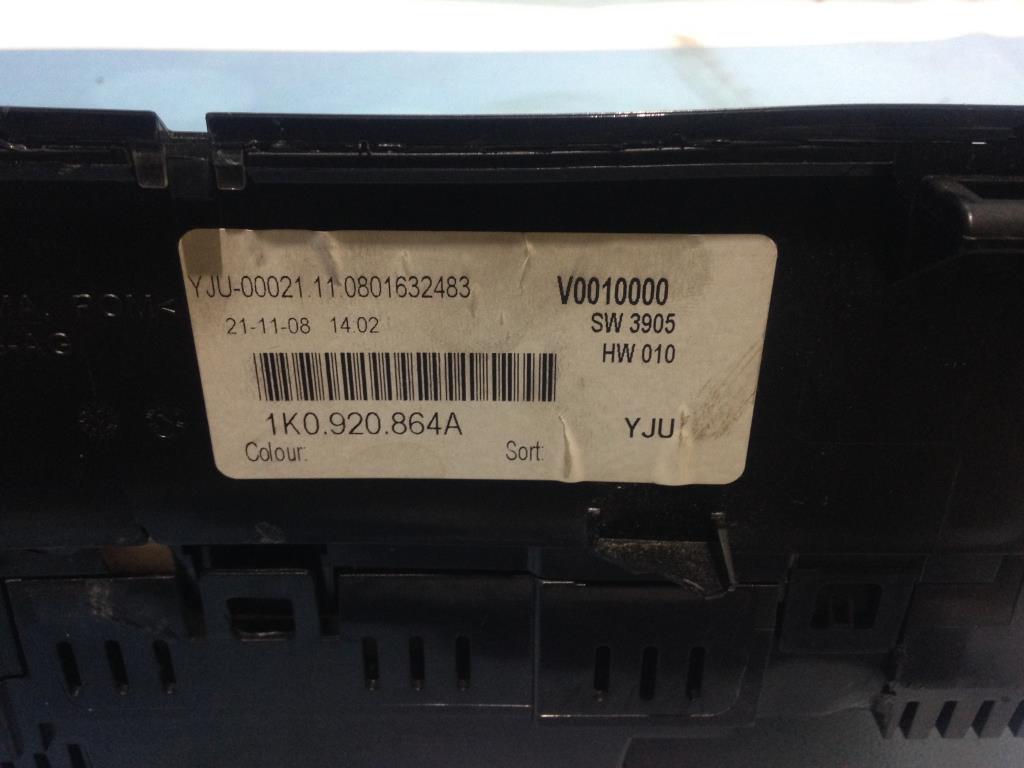 YJU-00021.11.0801632483
V0010000
21-11-08 14:02
SW 3905
HW 010
1K0.920.864A
YJU
Colour:
Sort: